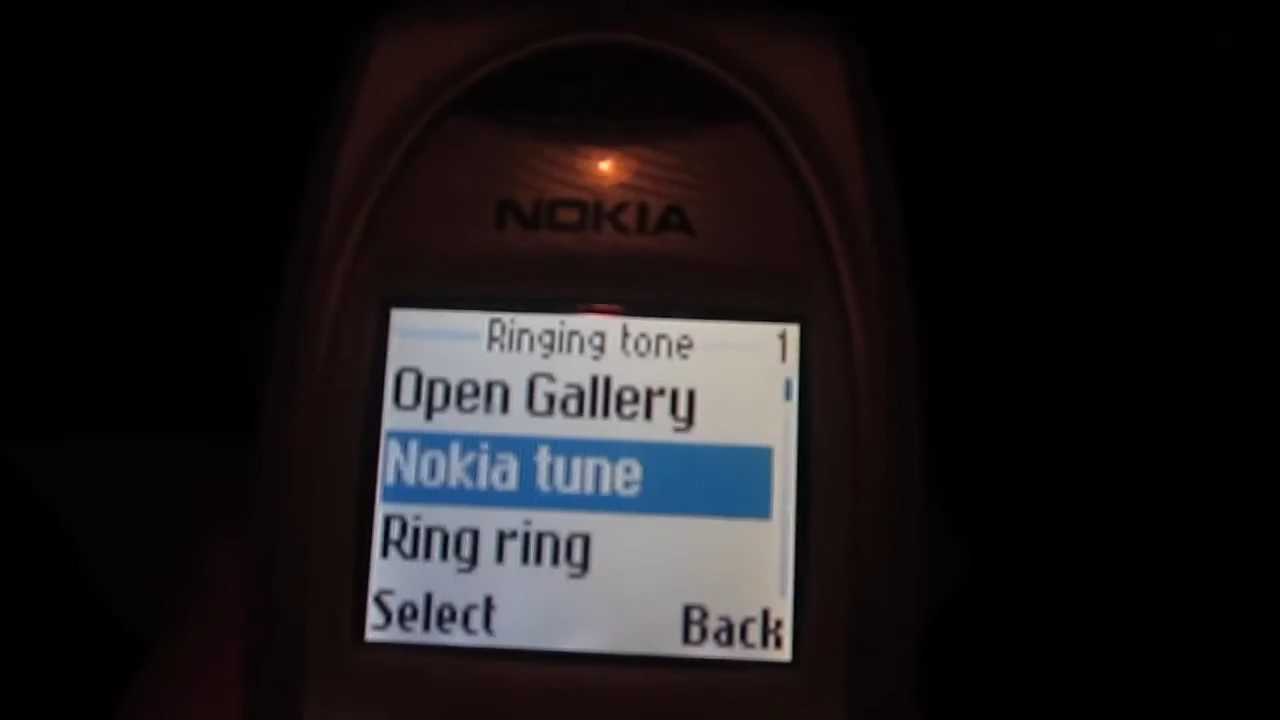 NOKIA
Ringing tone 1
Open Gallery
Nokia tune
Ring ring
Select Back